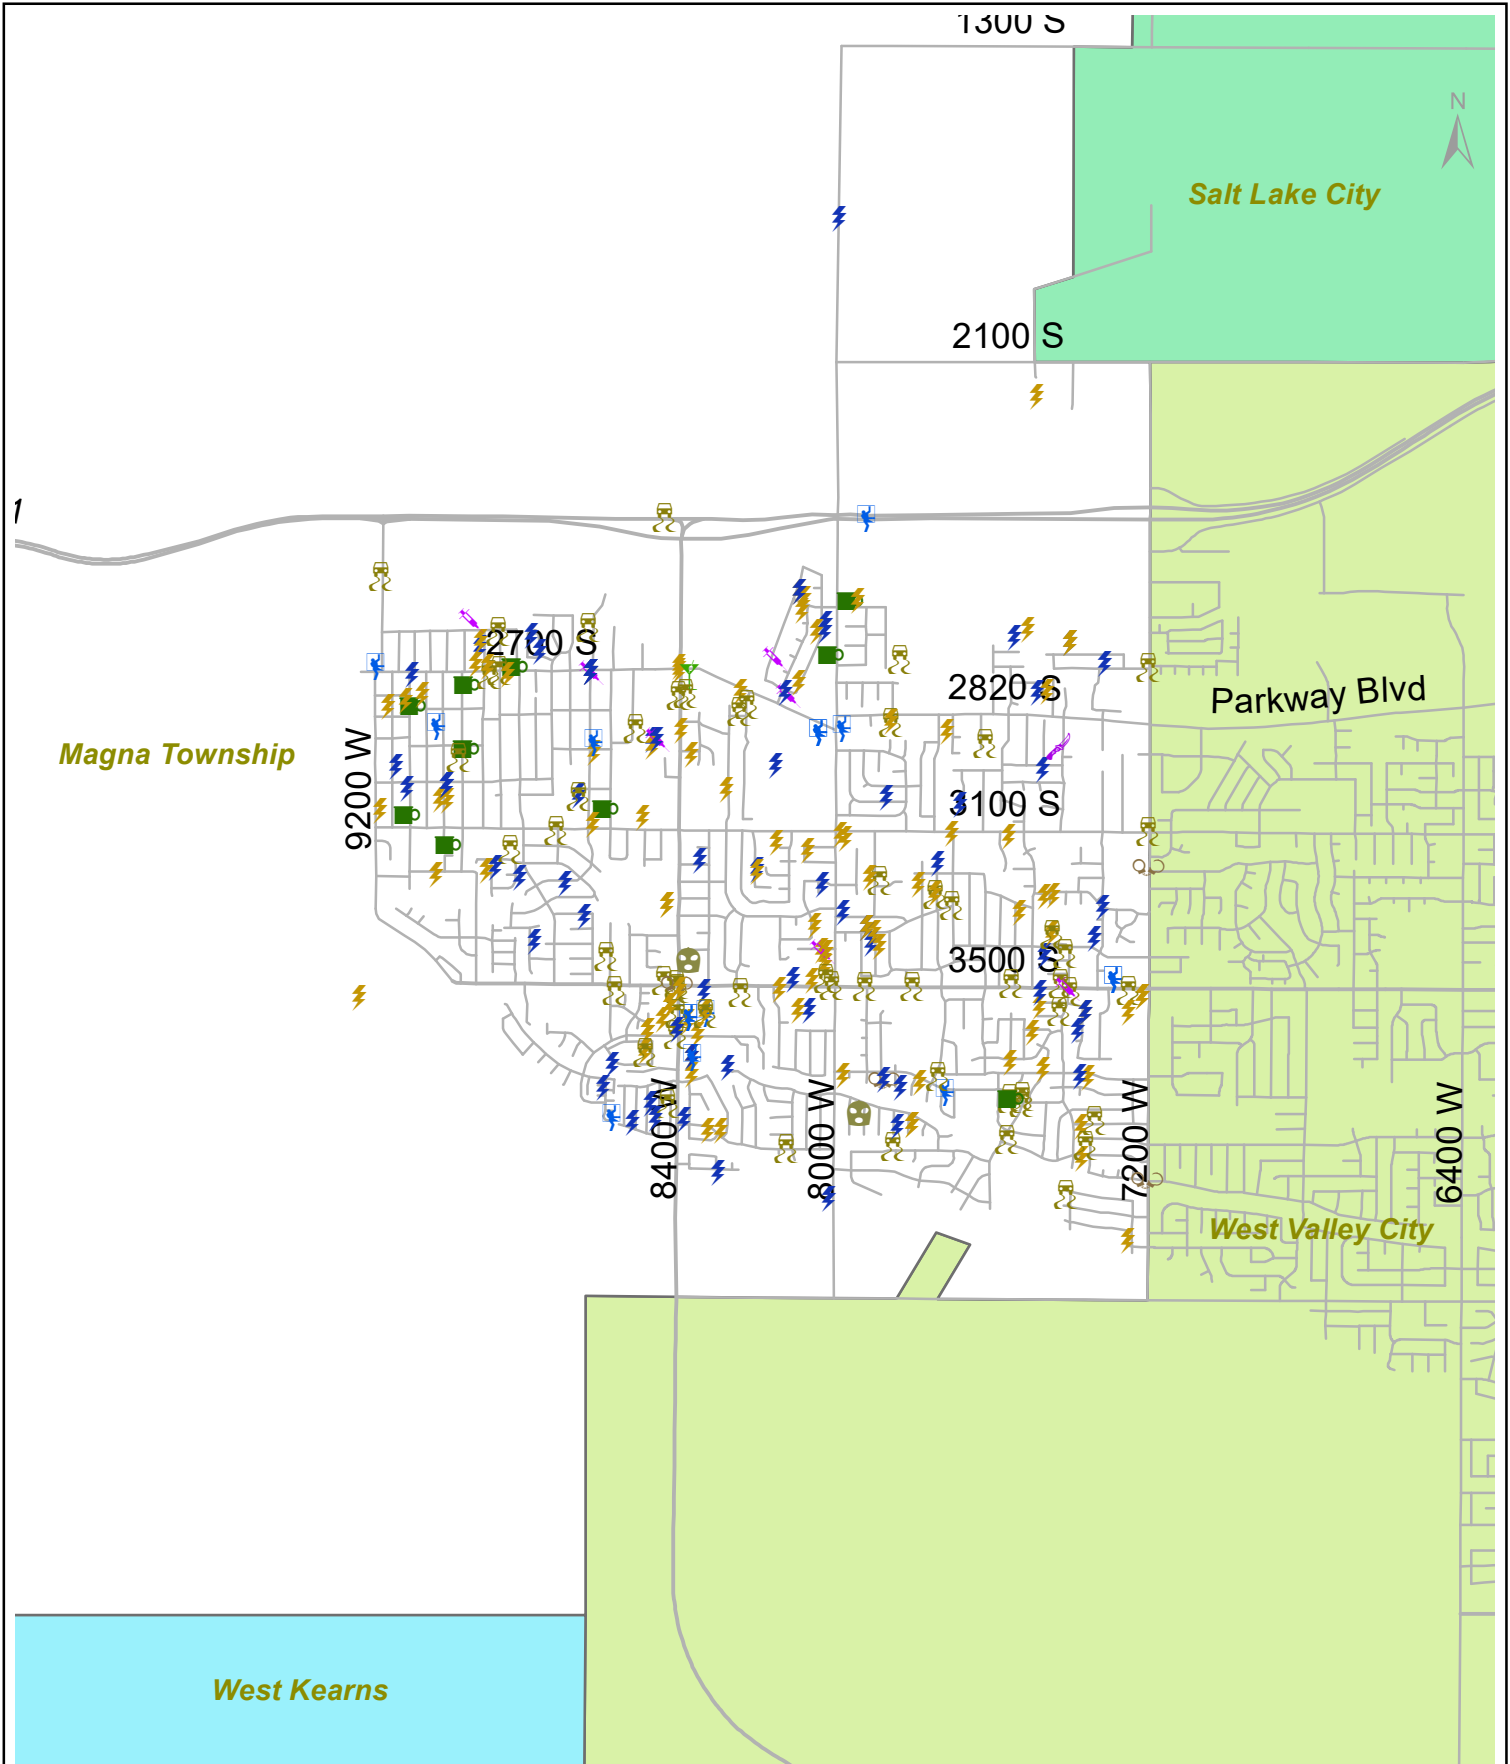 1300 S
N
Salt Lake City
2100 S
1
2700 S
2820 S
Parkway Blvd
Magna Township
9200 W
3100 S
3500 S
8400 W
8000 W
7200 W
6400 W
West Valley City
West Kearns